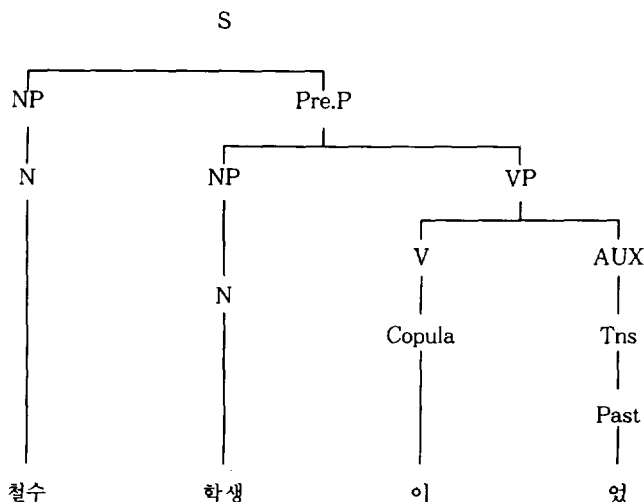 S
NP Pre.P
N NP VP
V AUX
N
Copula Tns
Past
철수 학생 이 었